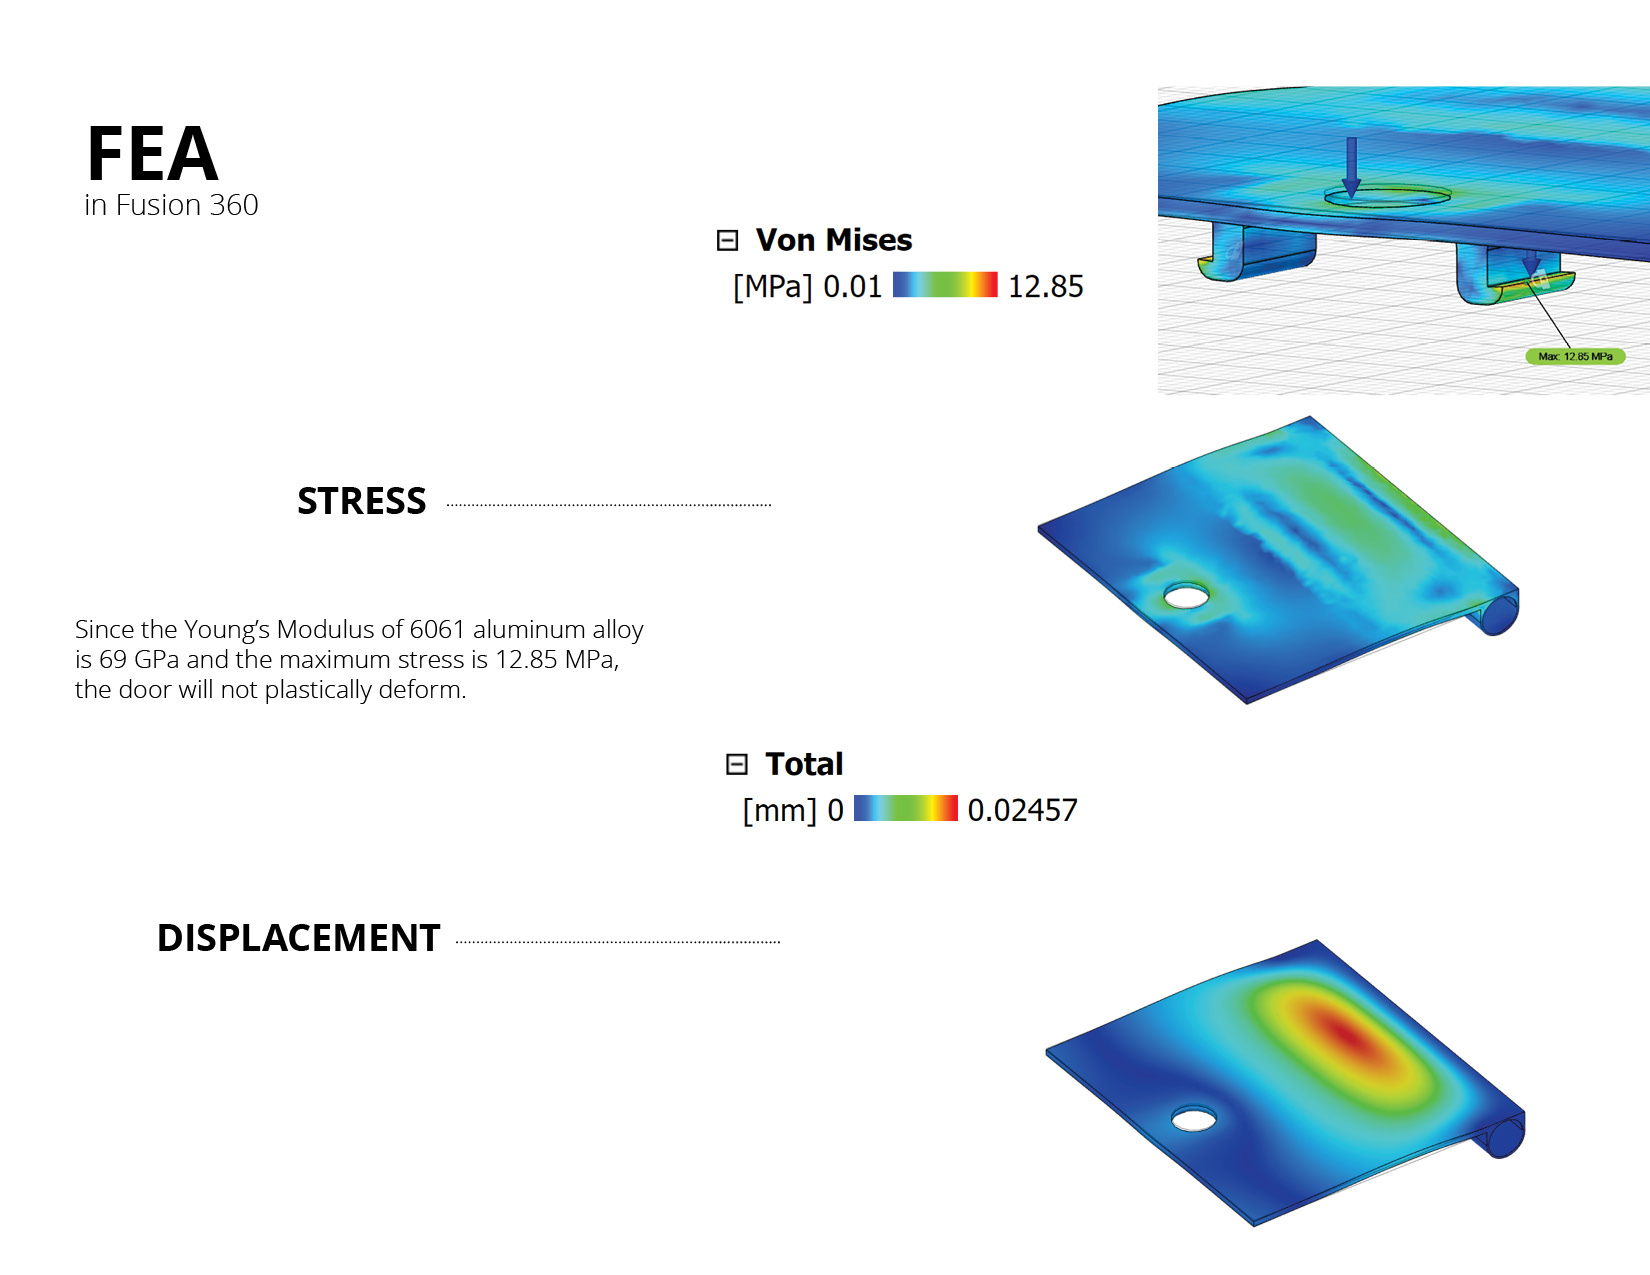 FEA
in Fusion 360
Von Mises
[MPa] 0.01 12.85
Max: 12.85 MPa
STRESS
Since the Young’s Modulus of 6061 aluminum alloy
is 69 GPa and the maximum stress is 12.85 MPa,
the door will not plastically deform.
Total
[mm] 0 0.02457
DISPLACEMENT